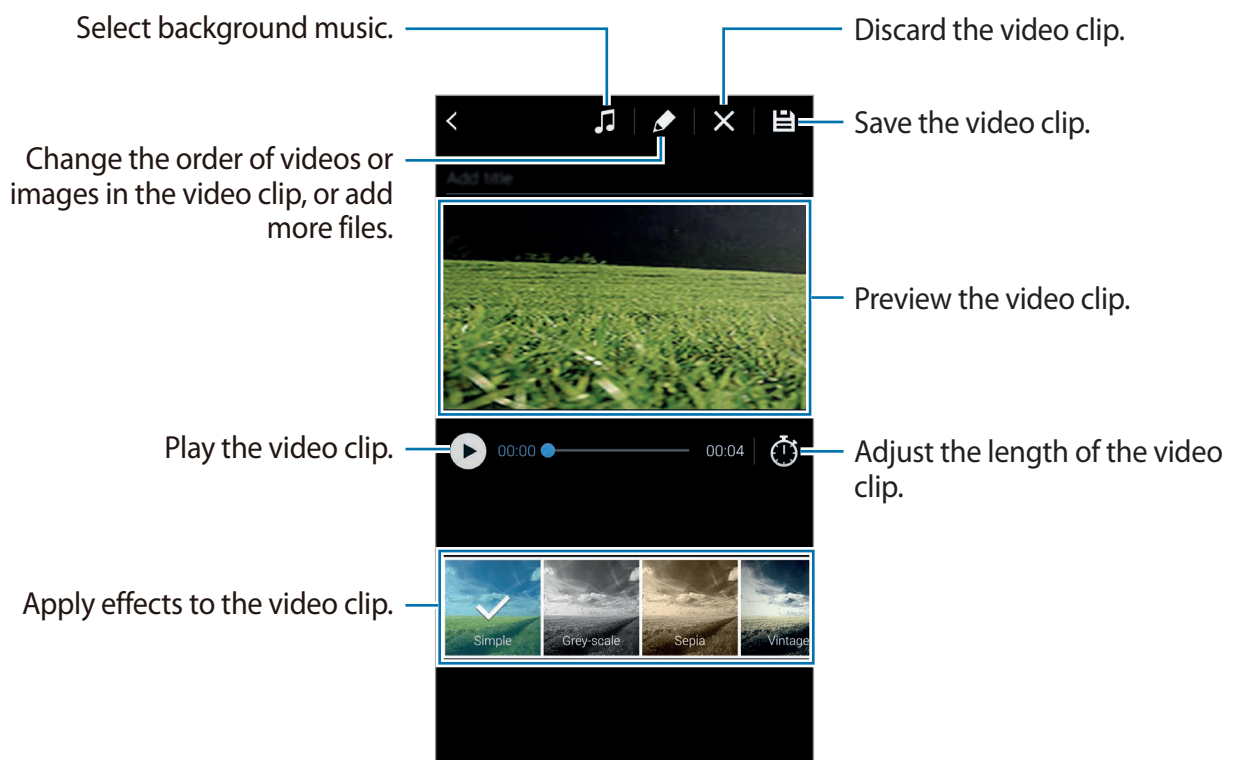 Select background music.
Discard the video clip.
Save the video clip.
Change the order of videos or
images in the video clip, or add
more files.
Add title
Preview the video clip.
Play the video clip.
00:00
00:04
Adjust the length of the video
clip.
Apply effects to the video clip.
Simple
Grey-scale
Sepia
Vintage